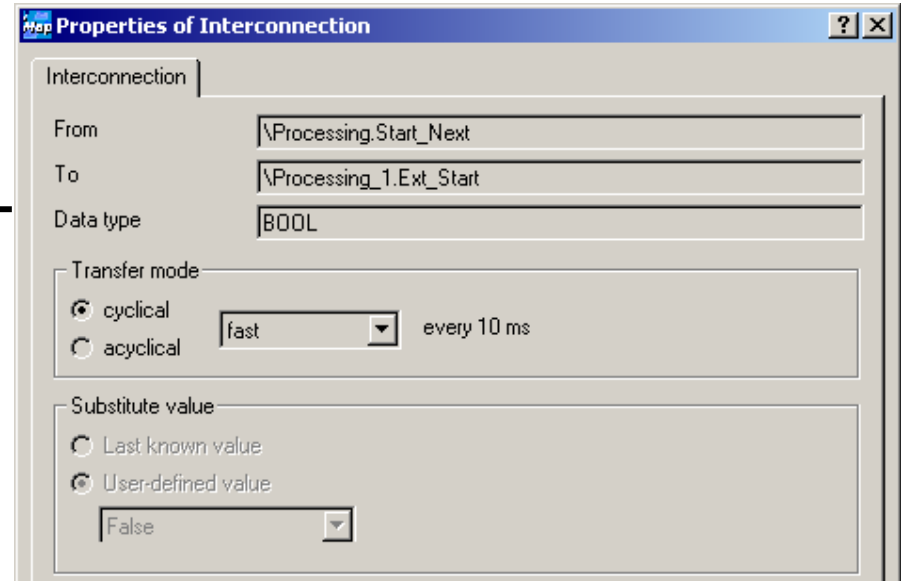 Map Properties of Interconnection ? X
Interconnection
From \Processing.Start_Next
To \Processing_1.Ext_Start
Data type BOOL
Transfer mode
cyclical
fast every 10 ms
acyclical
Substitute value
Last known value
User-defined value
False